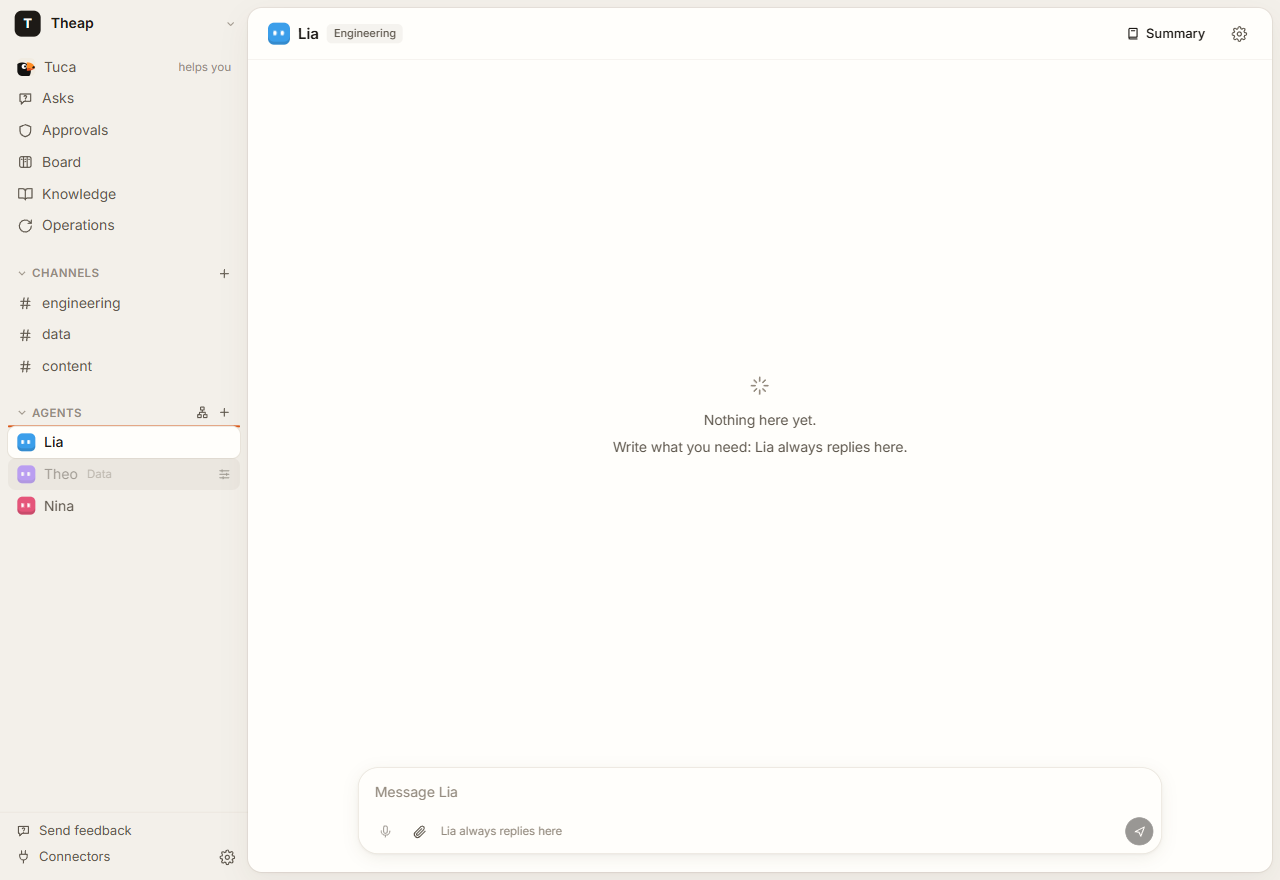 T Theap
Tuca helps you
Asks
Approvals
Board
Knowledge
Operations
CHANNELS
# engineering
# data
# content
AGENTS
Lia
Theo Data
Nina
Send feedback
Connectors
Lia Engineering
Summary
Nothing here yet.
Write what you need: Lia always replies here.
Message Lia
Lia always replies here